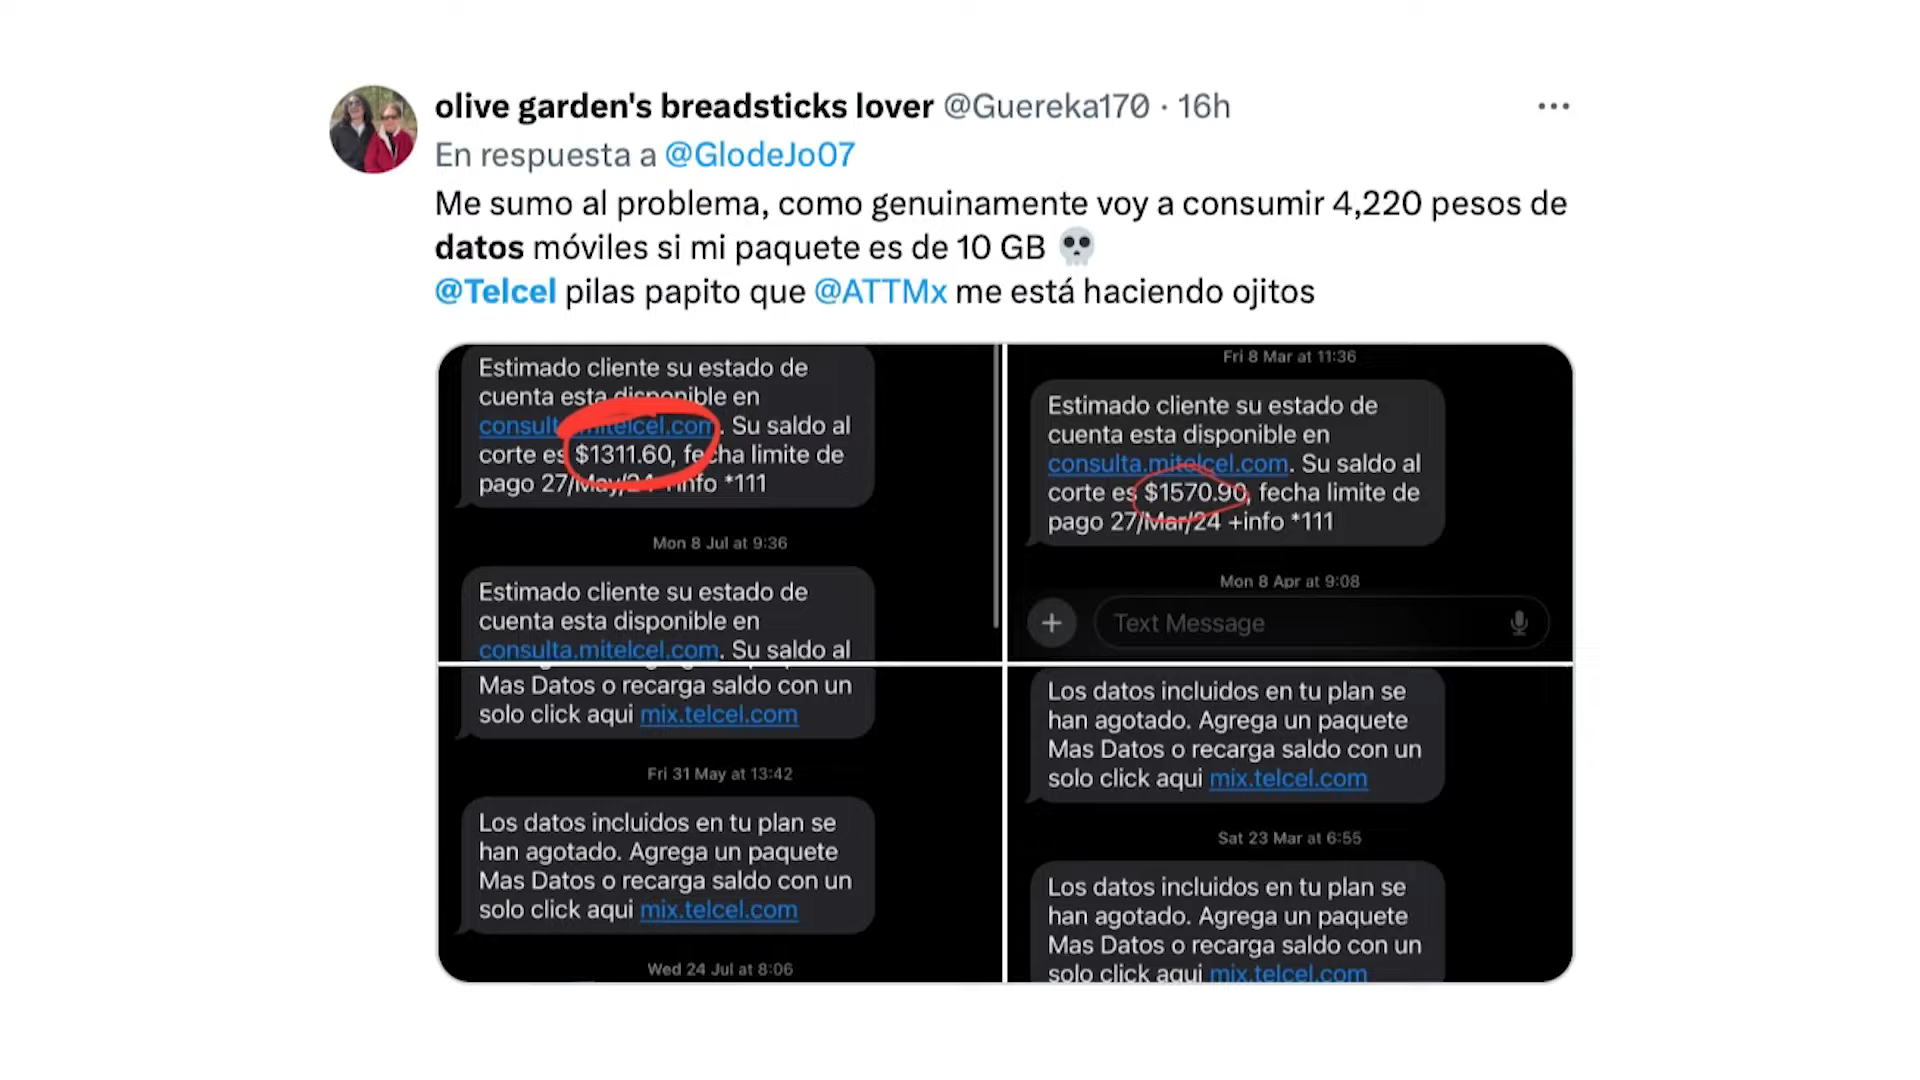 olive garden's breadsticks lover @Guereka170 · 16h
En respuesta a @GlodeJo07
Me sumo al problema, como genuinamente voy a consumir 4,220 pesos de
datos móviles si mi paquete es de 10 GB 💀
@Telcel pilas papito que @ATTMx me está haciendo ojitos
Estimado cliente su estado de
cuenta esta disponible en
consulta.mitelcel.com. Su saldo al
corte es $1311.60, fecha limite de
pago 27/May/24 +info *111
Mon 8 Jul at 9:36
Estimado cliente su estado de
cuenta esta disponible en
consulta.mitelcel.com. Su saldo al
Fri 8 Mar at 11:36
Estimado cliente su estado de
cuenta esta disponible en
consulta.mitelcel.com. Su saldo al
corte es $1570.90, fecha limite de
pago 27/Mar/24 +info *111
Mon 8 Apr at 9:08
Text Message
Mas Datos o recarga saldo con un
solo click aqui mix.telcel.com
Fri 31 May at 13:42
Los datos incluidos en tu plan se
han agotado. Agrega un paquete
Mas Datos o recarga saldo con un
solo click aqui mix.telcel.com
Wed 24 Jul at 8:06
Los datos incluidos en tu plan se
han agotado. Agrega un paquete
Mas Datos o recarga saldo con un
solo click aqui mix.telcel.com
Sat 23 Mar at 6:55
Los datos incluidos en tu plan se
han agotado. Agrega un paquete
Mas Datos o recarga saldo con un
solo click aqui mix.telcel.com